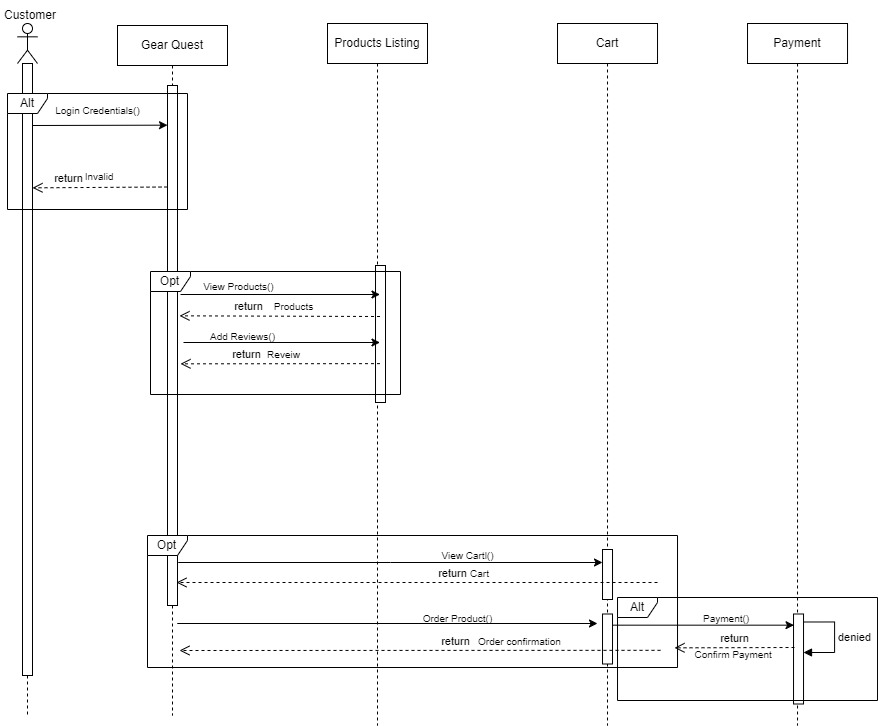 Customer
Gear Quest
Products Listing
Cart
Payment
Alt
Login Credentials()
return Invalid
Opt
View Products()
return Products
Add Reviews()
return Reveiw
Opt
View Cartl()
return Cart
Alt
Order Product()
Payment()
return Order confirmation
return
Confirm Payment
denied